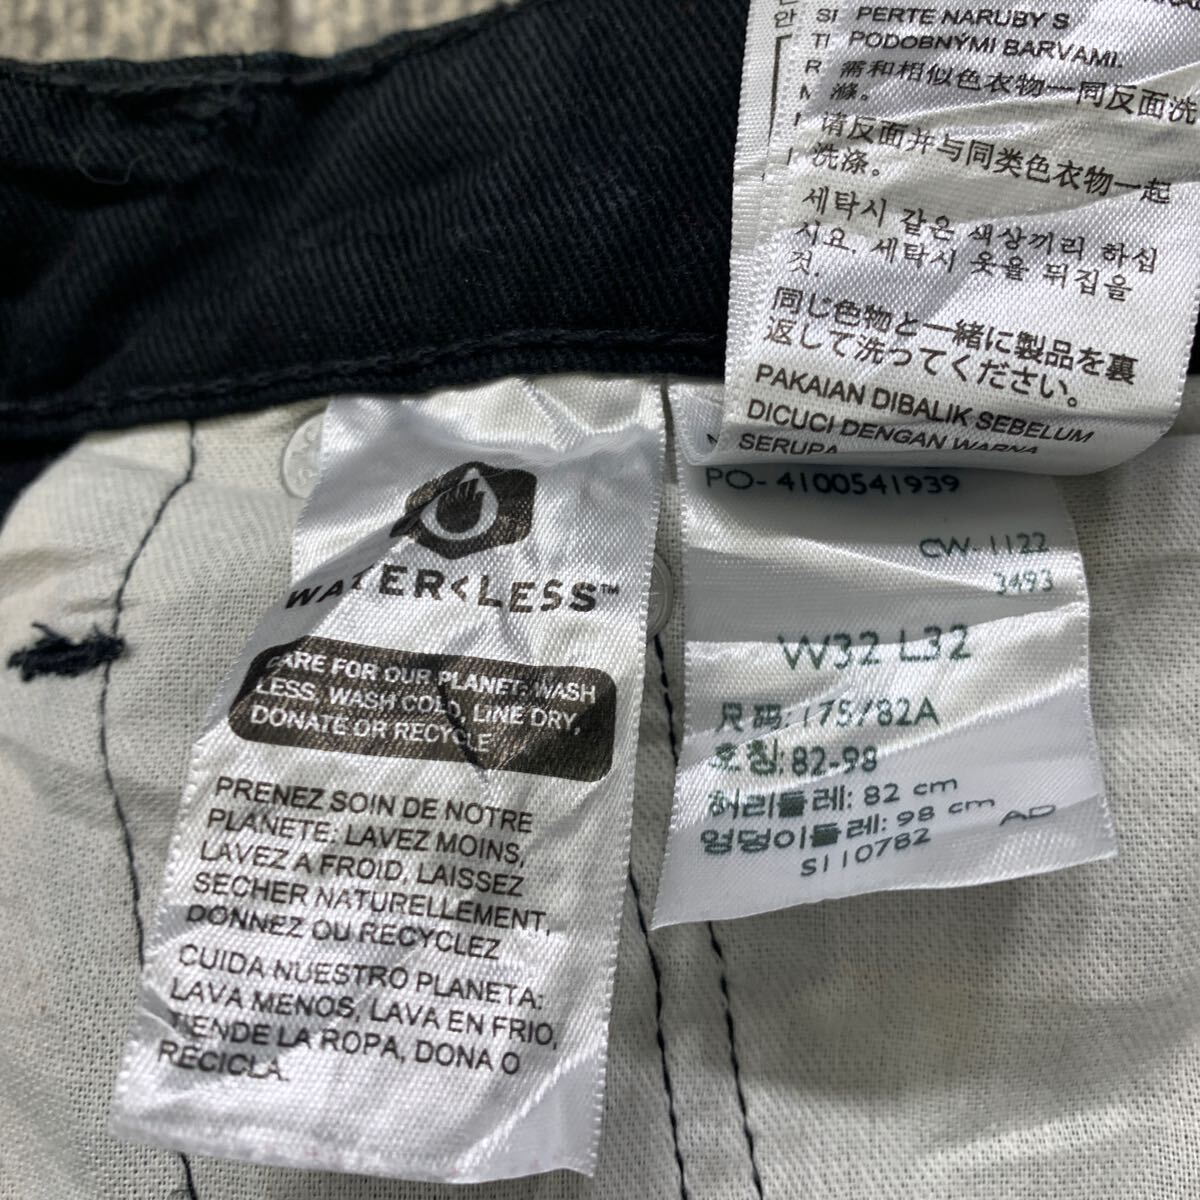 SI PERTE NARUBY S
TI PODOBNÝMI BARVAMI.
需和相似色衣物一同反面洗
滌。
请反面并与同类色衣物一起
洗涤。
세탁시 같은 색상끼리 하십
시요. 세탁시 옷을 뒤집을
것.
同じ色物と一緒に製品を裏
返して洗ってください。
PAKAIAN DIBALIK SEBELUM
DICUCI DENGAN WARNA
SERUPA
WATER<LESS™
CARE FOR OUR PLANET: WASH
LESS, WASH COLD, LINE DRY,
DONATE OR RECYCLE
PRENEZ SOIN DE NOTRE
PLANETE: LAVEZ MOINS,
LAVEZ A FROID, LAISSEZ
SECHER NATURELLEMENT,
DONNEZ OU RECYCLEZ
CUIDA NUESTRO PLANETA:
LAVA MENOS, LAVA EN FRIO,
TIENDE LA ROPA, DONA O
RECICLA.
PO- 4100541939
CW- 1122
3493
W32 L32
尺码: 175/82A
호칭: 82-98
허리둘레: 82 cm
엉덩이둘레: 98 cm AD
S110782